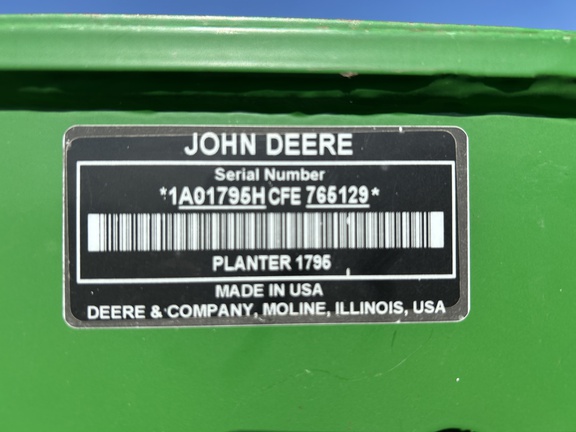 JOHN DEERE
Serial Number
*1A01795HCFE765129*
PLANTER 1795
MADE IN USA
DEERE & COMPANY, MOLINE, ILLINOIS, USA